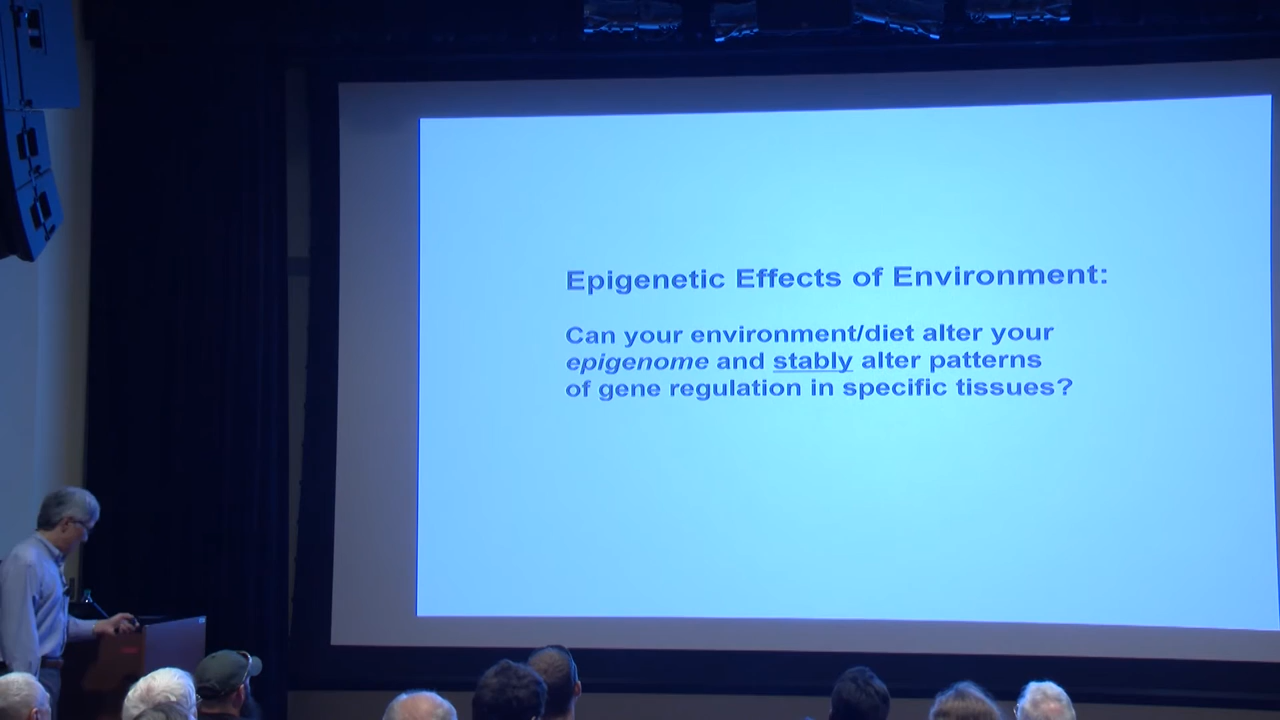 Epigenetic Effects of Environment:
Can your environment/diet alter your
epigenome and stably alter patterns
of gene regulation in specific tissues?